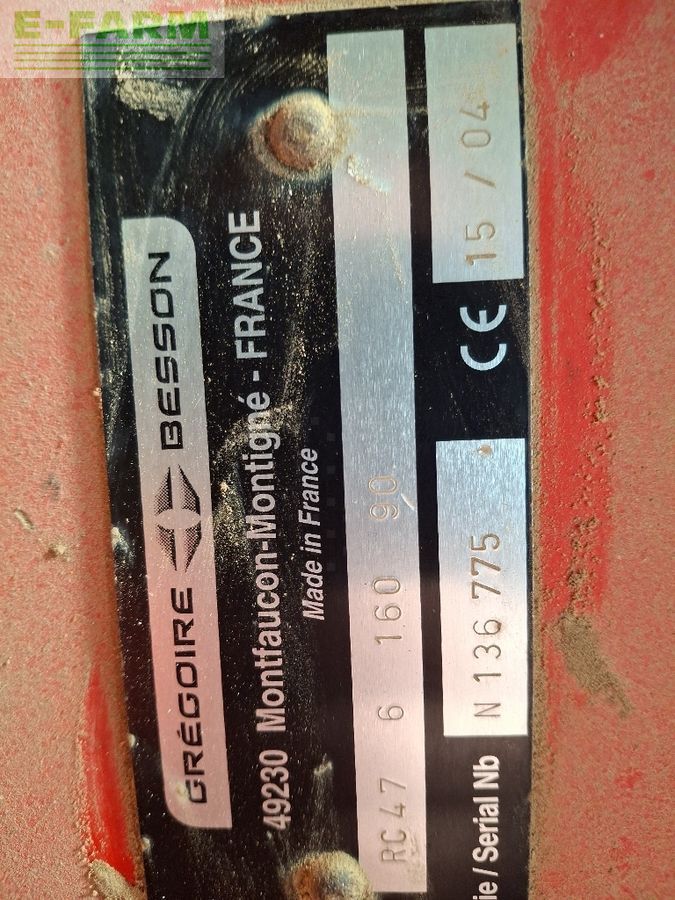 E-FARM
GRÉGOIRE BESSON
49230 Montfaucon-Montigné - FRANCE
Made in France
RC47 6 160 90
ie / Serial Nb N 136 775 CE 15 / 04